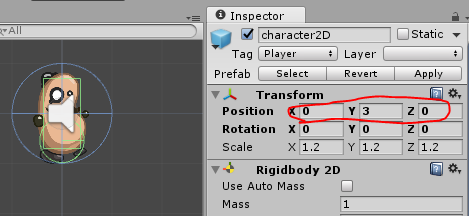 All
Inspector
character2D Static
Tag Player Layer
Prefab Select Revert Apply
Transform
Position X 0 Y 3 Z 0
Rotation X 0 Y 0 Z 0
Scale X 1.2 Y 1.2 Z 1.2
Rigidbody 2D
Use Auto Mass
Mass 1